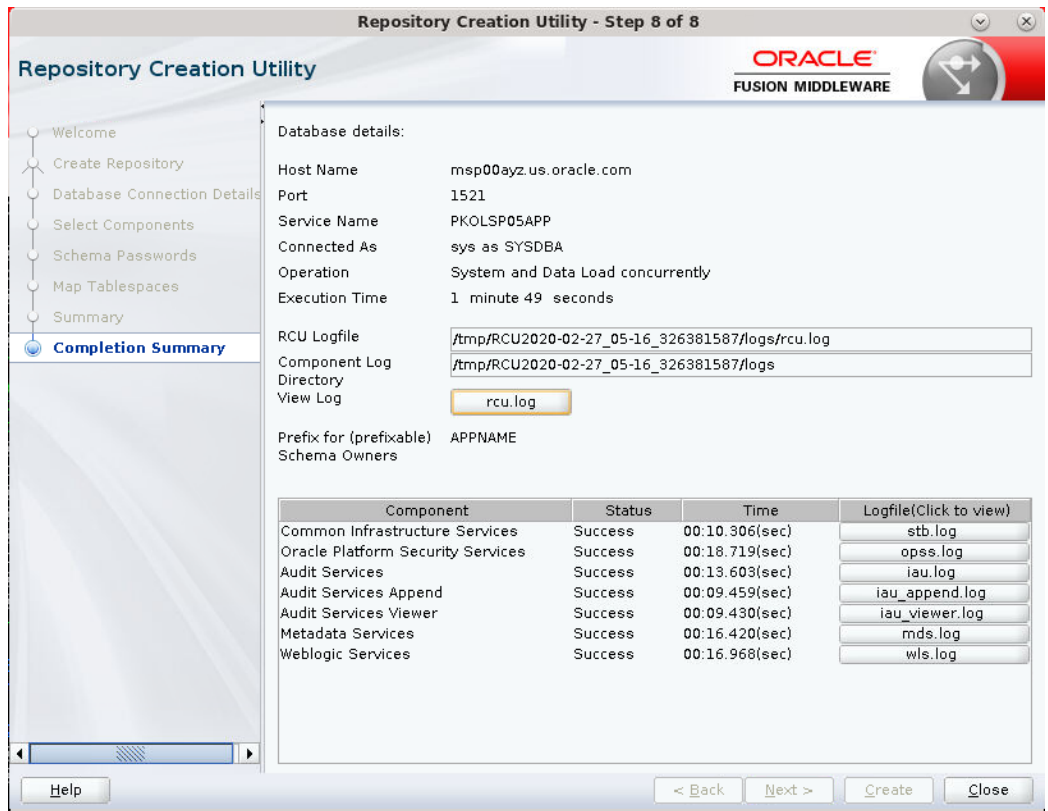 Repository Creation Utility - Step 8 of 8
Repository Creation Utility
ORACLE
FUSION MIDDLEWARE
Welcome
Create Repository
Database Connection Details
Select Components
Schema Passwords
Map Tablespaces
Summary
Completion Summary
Database details:
Host Name msp00ayz.us.oracle.com
Port 1521
Service Name PKOLSP05APP
Connected As sys as SYSDBA
Operation System and Data Load concurrently
Execution Time 1 minute 49 seconds
RCU Logfile /tmp/RCU2020-02-27_05-16_326381587/logs/rcu.log
Component Log Directory /tmp/RCU2020-02-27_05-16_326381587/logs
View Log rcu.log
Prefix for (prefixable) APPNAME
Schema Owners
Component Status Time Logfile(Click to view)
Common Infrastructure Services Success 00:10.306(sec) stb.log
Oracle Platform Security Services Success 00:18.719(sec) opss.log
Audit Services Success 00:13.603(sec) iau.log
Audit Services Append Success 00:09.459(sec) iau_append.log
Audit Services Viewer Success 00:09.430(sec) iau_viewer.log
Metadata Services Success 00:16.420(sec) mds.log
Weblogic Services Success 00:16.968(sec) wls.log
Help < Back Next > Create Close